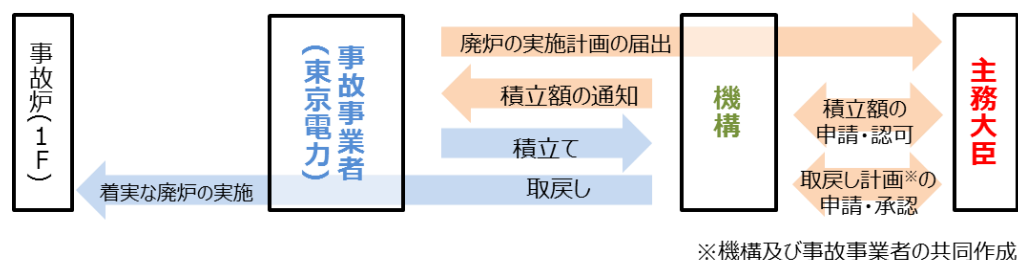 事故炉(1F)
事故事業者
(東京電力)
廃炉の実施計画の届出
積立額の通知
積立て
取戻し
着実な廃炉の実施
機構
積立額の
申請・認可
取戻し計画※の
申請・承認
主務大臣
※機構及び事故事業者の共同作成